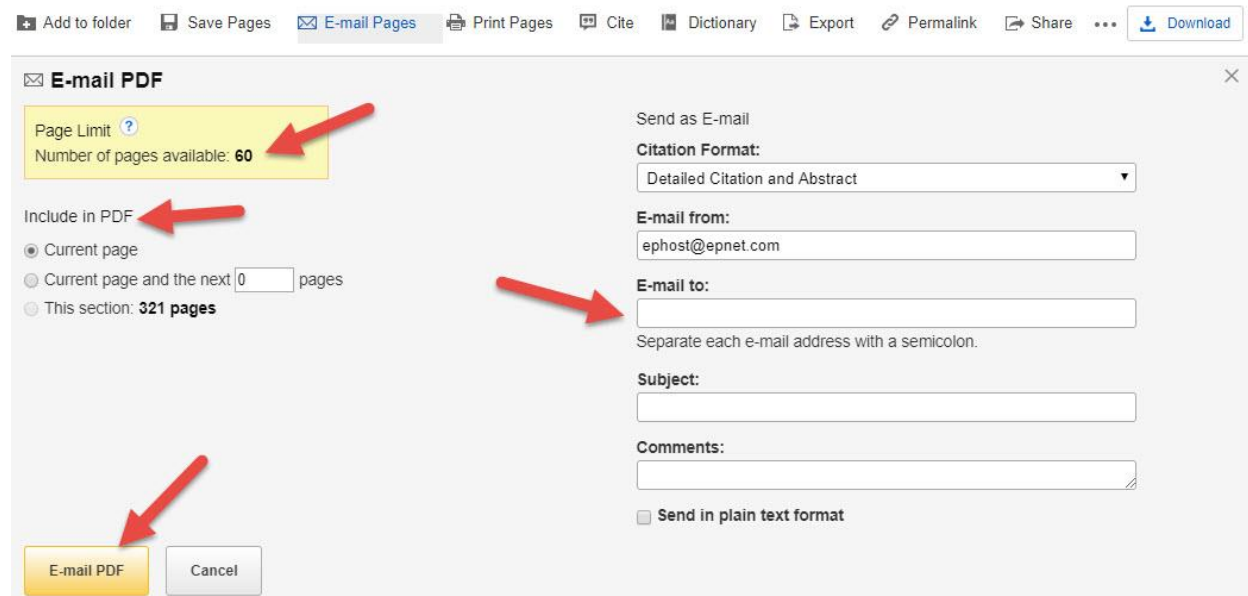 Add to folder Save Pages E-mail Pages Print Pages Cite Dictionary Export Permalink Share ... Download
E-mail PDF
Page Limit ?
Number of pages available: 60
Include in PDF
Current page
Current page and the next 0 pages
This section: 321 pages
E-mail PDF Cancel
Send as E-mail
Citation Format:
Detailed Citation and Abstract
E-mail from:
ephost@epnet.com
E-mail to:
Separate each e-mail address with a semicolon.
Subject:
Comments:
Send in plain text format